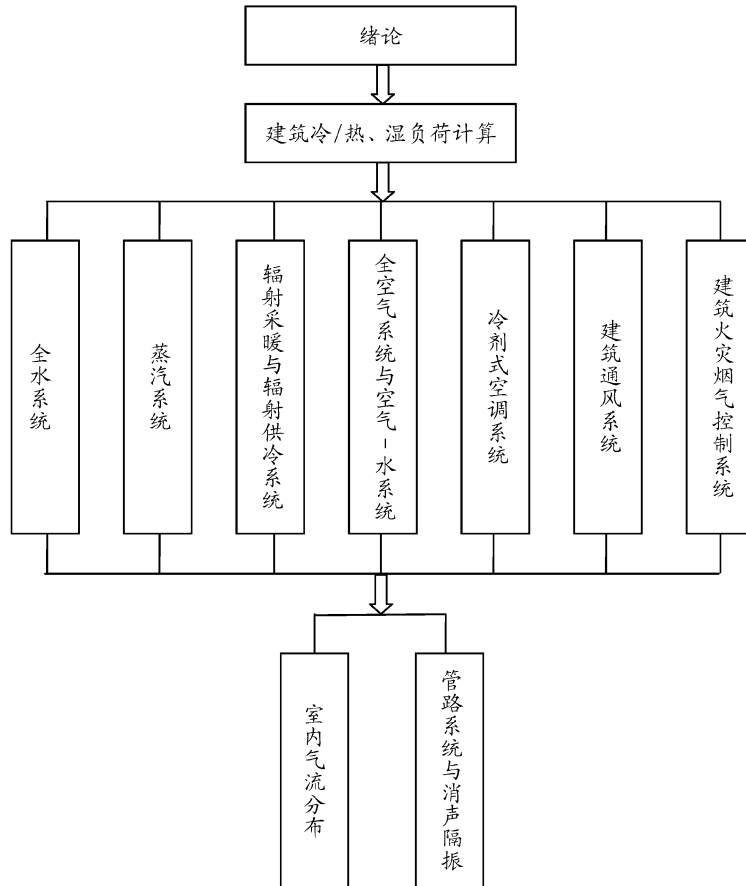 绪论
建筑冷/热、湿负荷计算
全水系统
蒸汽系统
辐射采暖与辐射供冷系统
全空气系统与空气-水系统
冷剂式空调系统
建筑通风系统
建筑火灾烟气控制系统
室内气流分布
管路系统与消声隔振